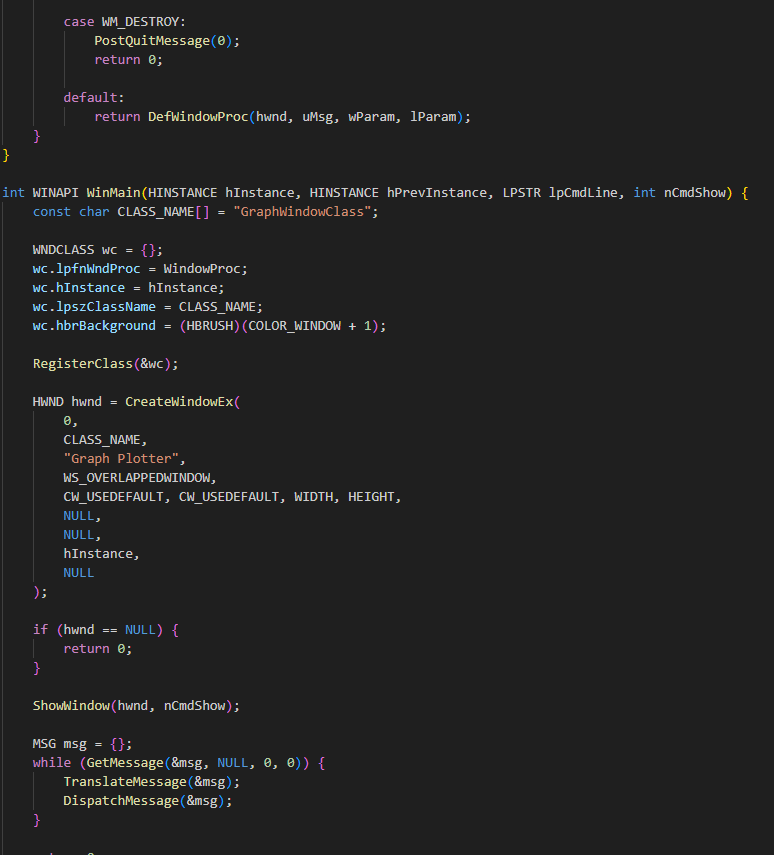 case WM_DESTROY:
PostQuitMessage(0);
return 0;
default:
return DefWindowProc(hwnd, uMsg, wParam, lParam);
}
}
int WINAPI WinMain(HINSTANCE hInstance, HINSTANCE hPrevInstance, LPSTR lpCmdLine, int nCmdShow) {
const char CLASS_NAME[] = "GraphWindowClass";
WNDCLASS wc = {};
wc.lpfnWndProc = WindowProc;
wc.hInstance = hInstance;
wc.lpszClassName = CLASS_NAME;
wc.hbrBackground = (HBRUSH)(COLOR_WINDOW + 1);
RegisterClass(&wc);
HWND hwnd = CreateWindowEx(
0,
CLASS_NAME,
"Graph Plotter",
WS_OVERLAPPEDWINDOW,
CW_USEDEFAULT, CW_USEDEFAULT, WIDTH, HEIGHT,
NULL,
NULL,
hInstance,
NULL
);
if (hwnd == NULL) {
return 0;
}
ShowWindow(hwnd, nCmdShow);
MSG msg = {};
while (GetMessage(&msg, NULL, 0, 0)) {
TranslateMessage(&msg);
DispatchMessage(&msg);
}